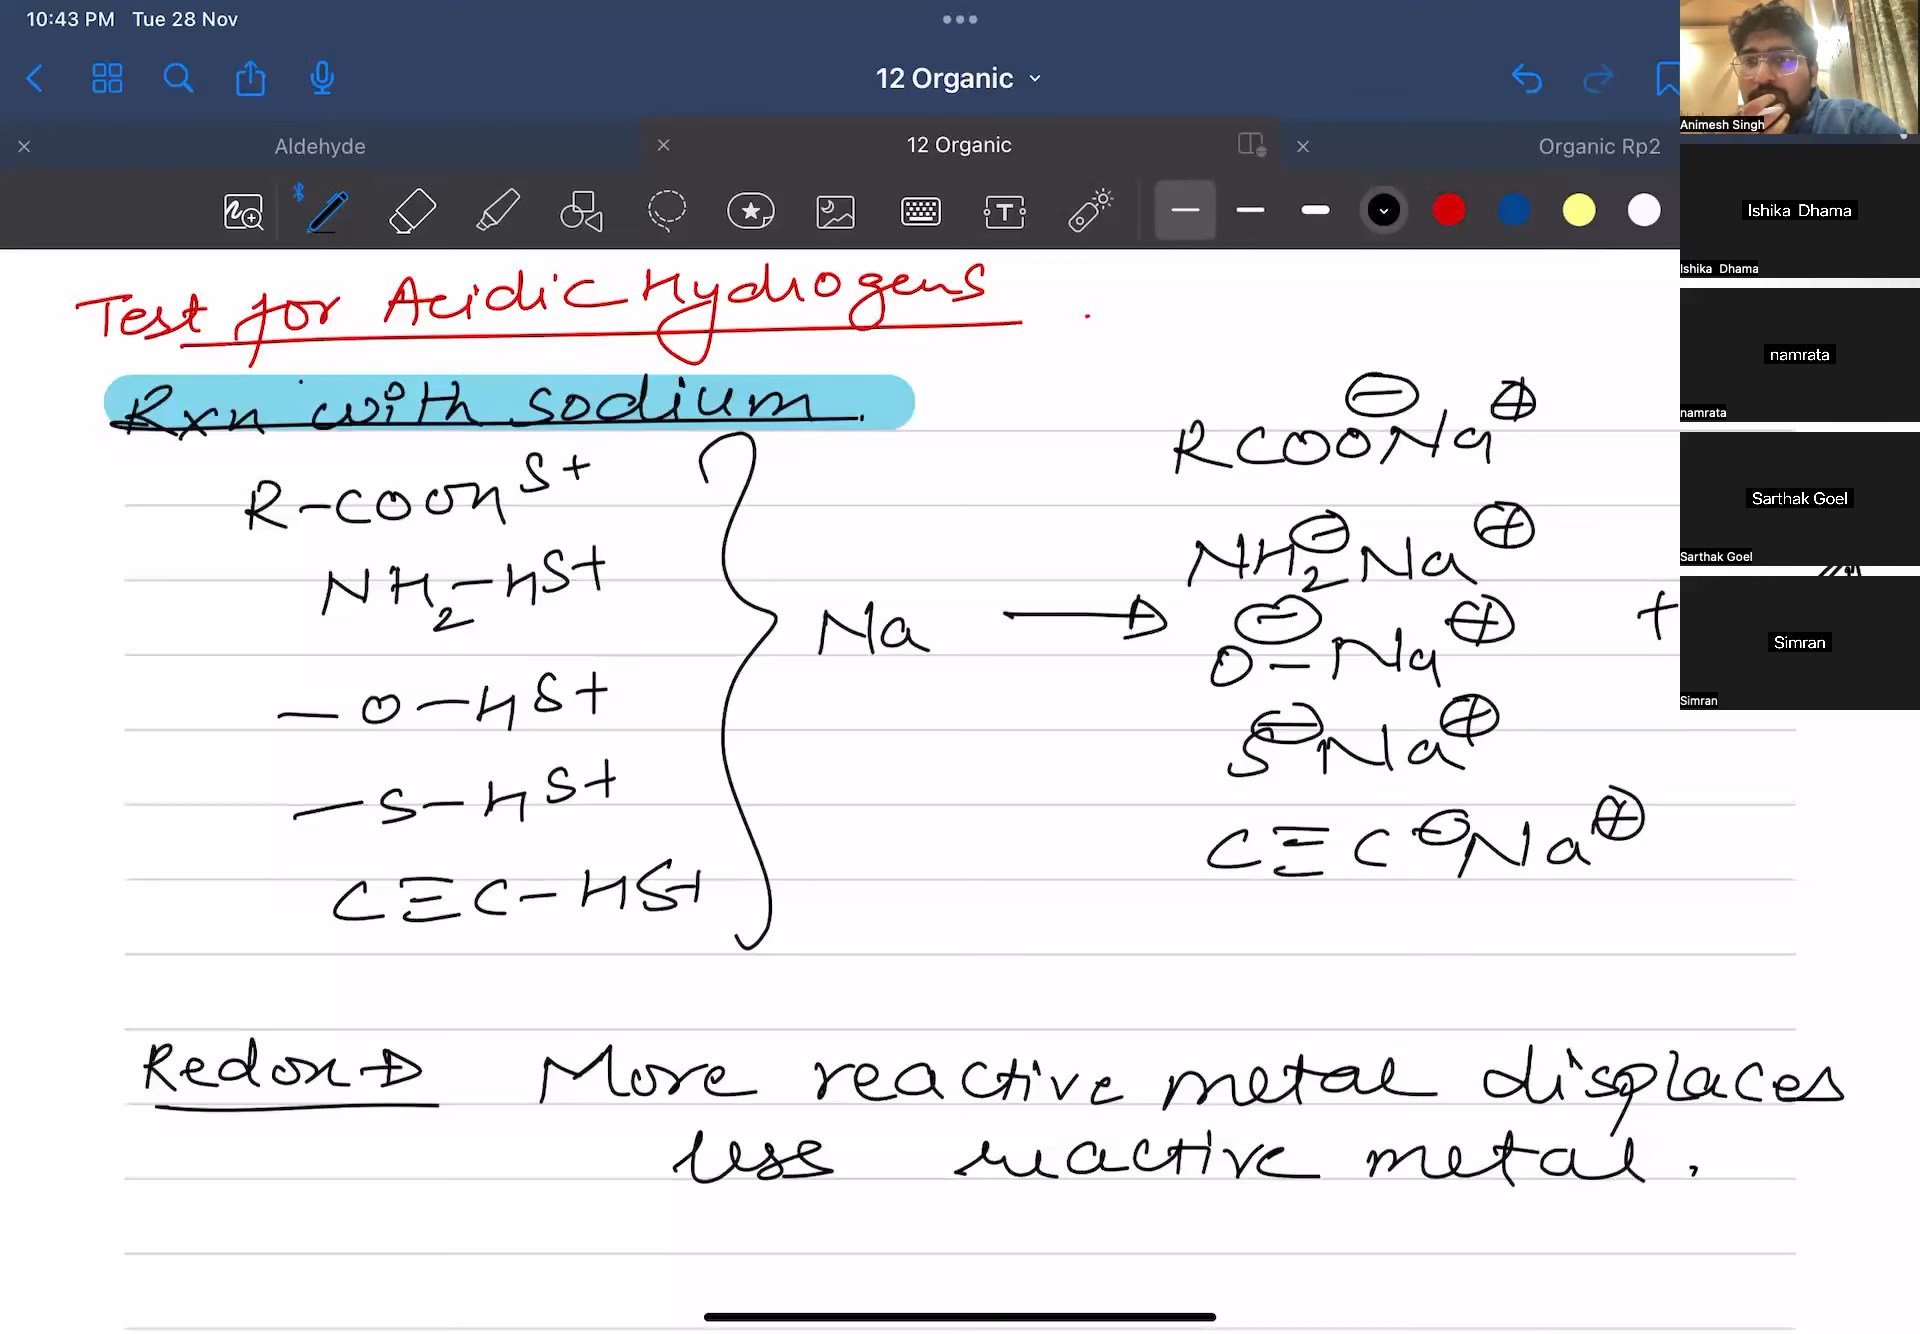 10:43 PM Tue 28 Nov
12 Organic
Aldehyde
12 Organic
Organic Rp2
Animesh Singh
Ishika Dhama
Ishika Dhama
namrata
namrata
Sarthak Goel
Sarthak Goel
Simran
Simran
Test for Acidic Hydrogens
Rxn with sodium.
R-COOH δ+
NH₂-H δ+
-O-H δ+
-S-H δ+
C≡C-H δ+
Na →
RCOO⊖Na⊕
NH₂⊖Na⊕
O⊖-Na⊕ +
S⊖Na⊕
C≡C⊖Na⊕
Redox → More reactive metal displaces
less reactive metal.